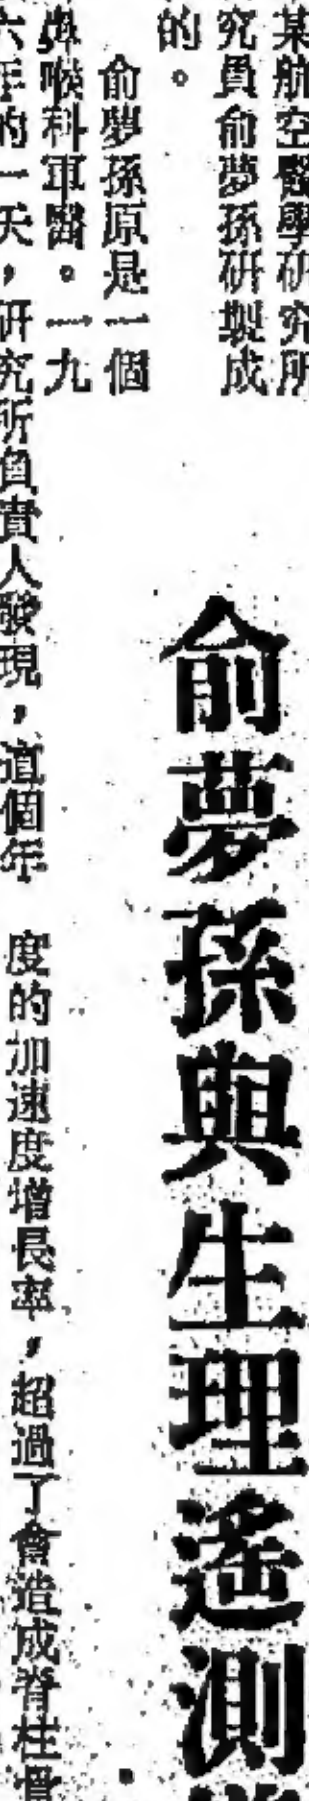 某航空醫學研究所
究員俞夢孫研製成
的。
俞夢孫原是一個
鼻喉科軍醫。一九
六年的一天，研究所負責人發現，這個年
俞夢孫與生理遙測
度的加速度增長率，超過了會造成脊柱骨